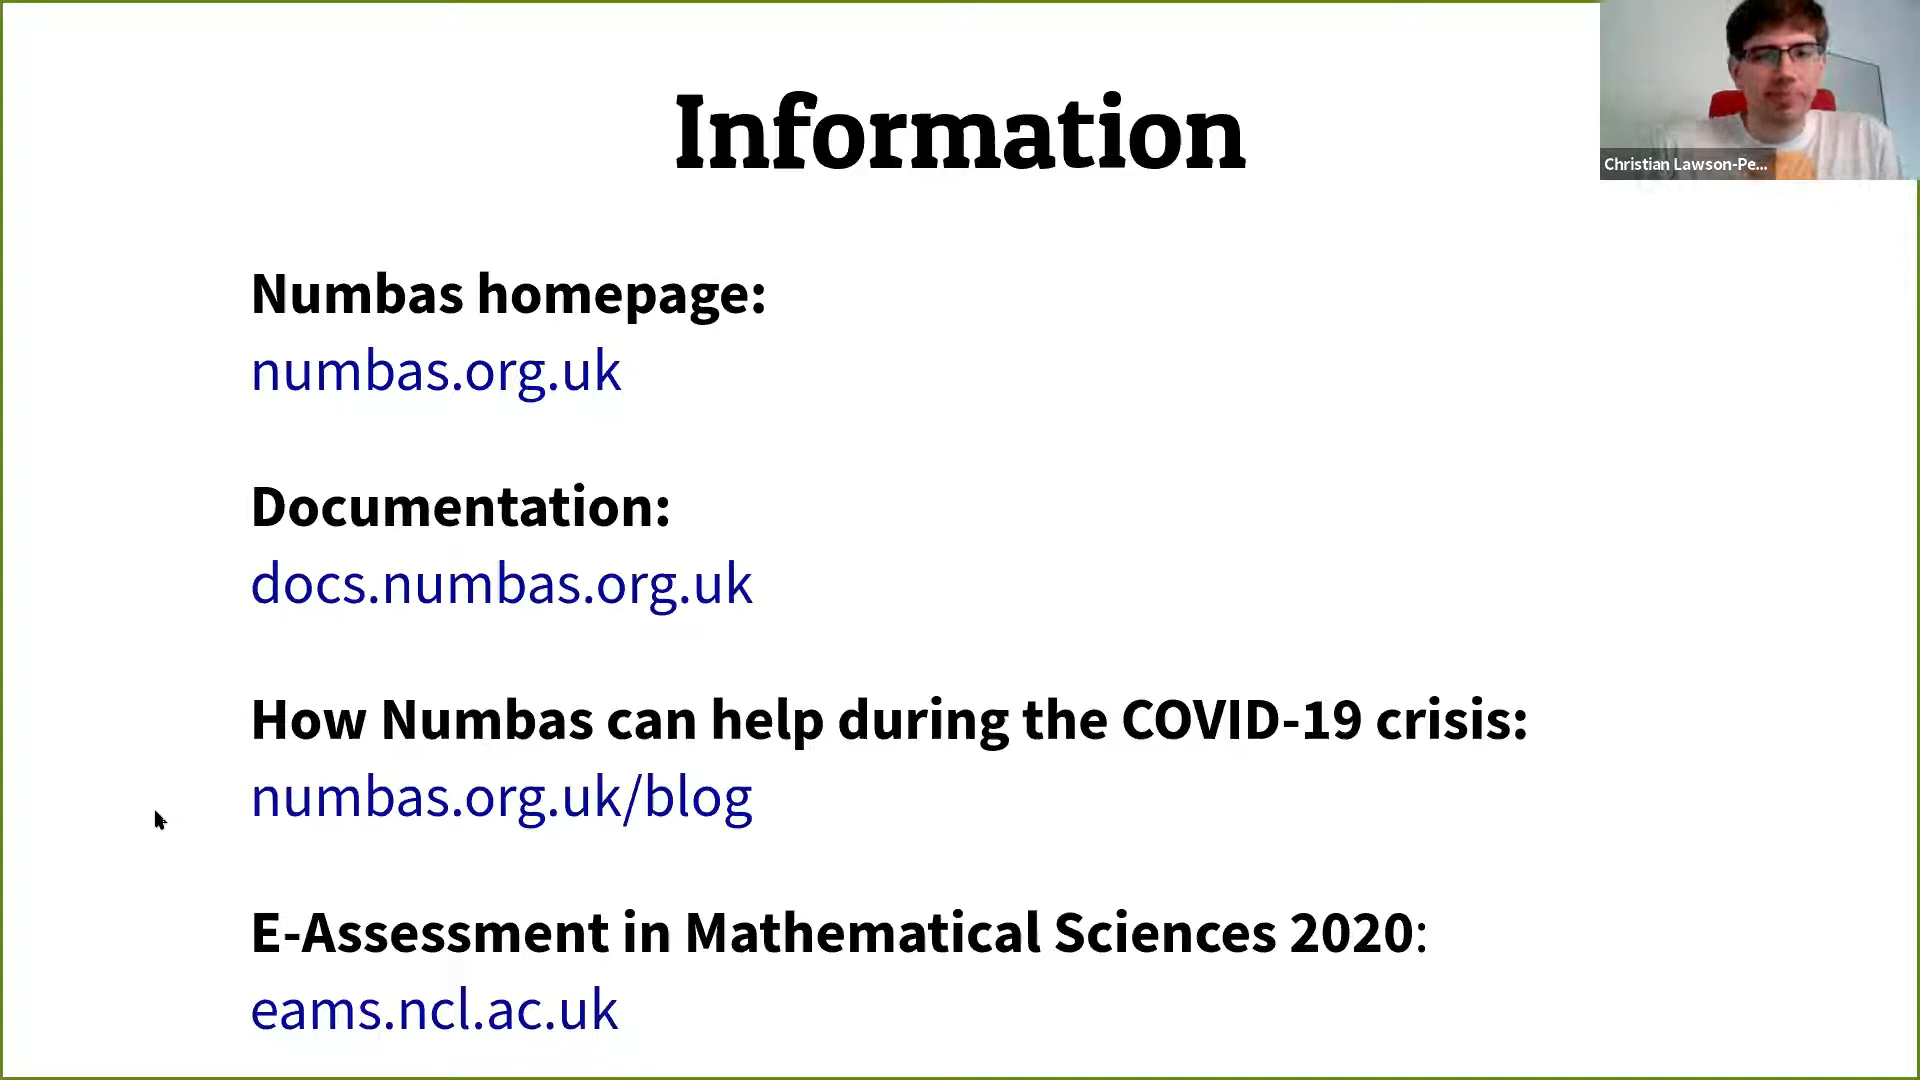 Information
Christian Lawson-Pe...
Numbas homepage:
numbas.org.uk
Documentation:
docs.numbas.org.uk
How Numbas can help during the COVID-19 crisis:
numbas.org.uk/blog
E-Assessment in Mathematical Sciences 2020:
eams.ncl.ac.uk